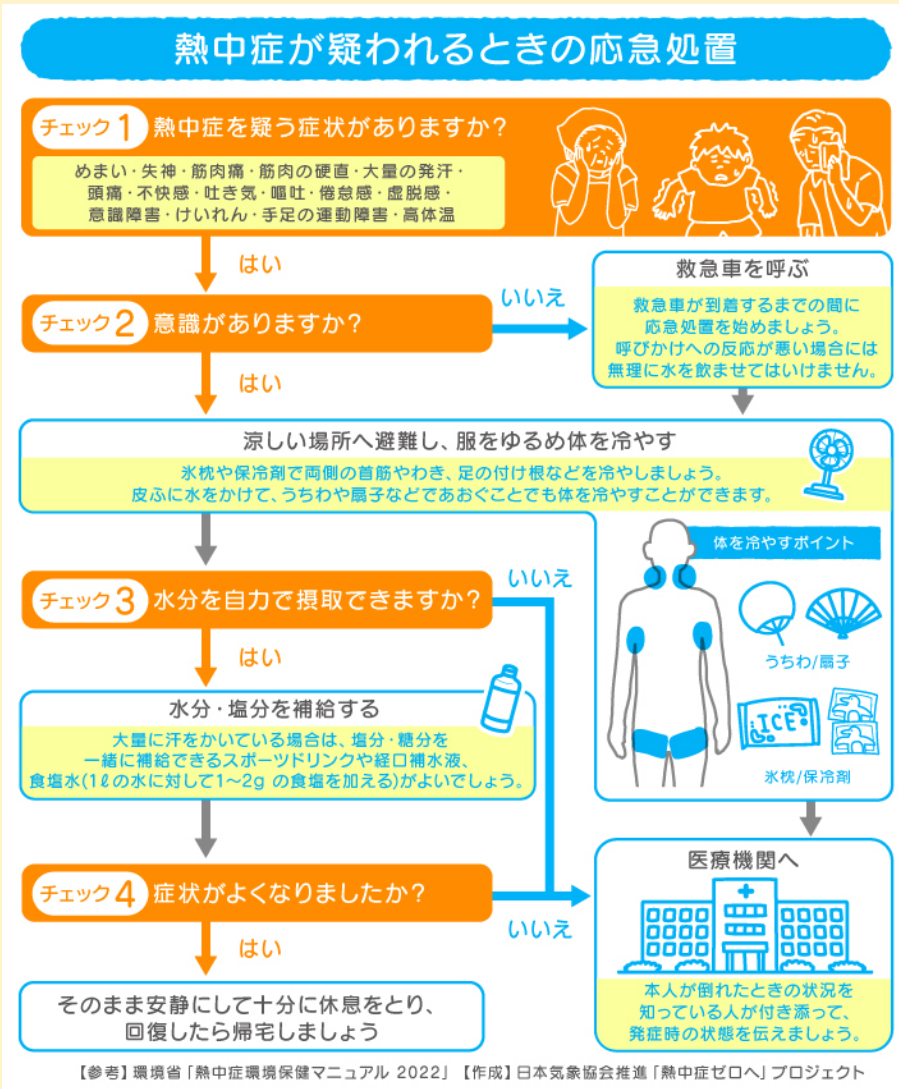 熱中症が疑われるときの応急処置
チェック1 熱中症を疑う症状がありますか?
めまい・失神・筋肉痛・筋肉の硬直・大量の発汗・
頭痛・不快感・吐き気・嘔吐・倦怠感・虚脱感・
意識障害・けいれん・手足の運動障害・高体温
はい
チェック2 意識がありますか?
いいえ
救急車を呼ぶ
救急車が到着するまでの間に
応急処置を始めましょう。
呼びかけへの反応が悪い場合には
無理に水を飲ませてはいけません。
はい
涼しい場所へ避難し、服をゆるめ体を冷やす
氷枕や保冷剤で両側の首筋やわき、足の付け根などを冷やしましょう。
皮ふに水をかけて、うちわや扇子などであおぐことでも体を冷やすことができます。
体を冷やすポイント
うちわ/扇子
ICE
氷枕/保冷剤
チェック3 水分を自力で摂取できますか?
いいえ
はい
水分・塩分を補給する
大量に汗をかいている場合は、塩分・糖分を
一緒に補給できるスポーツドリンクや経口補水液、
食塩水(1ℓの水に対して1~2g の食塩を加える)がよいでしょう。
チェック4 症状がよくなりましたか?
いいえ
はい
そのまま安静にして十分に休息をとり、
回復したら帰宅しましょう
医療機関へ
本人が倒れたときの状況を
知っている人が付き添って、
発症時の状態を伝えましょう。
【参考】環境省「熱中症環境保健マニュアル 2022」 【作成】日本気象協会推進「熱中症ゼロへ」プロジェクト